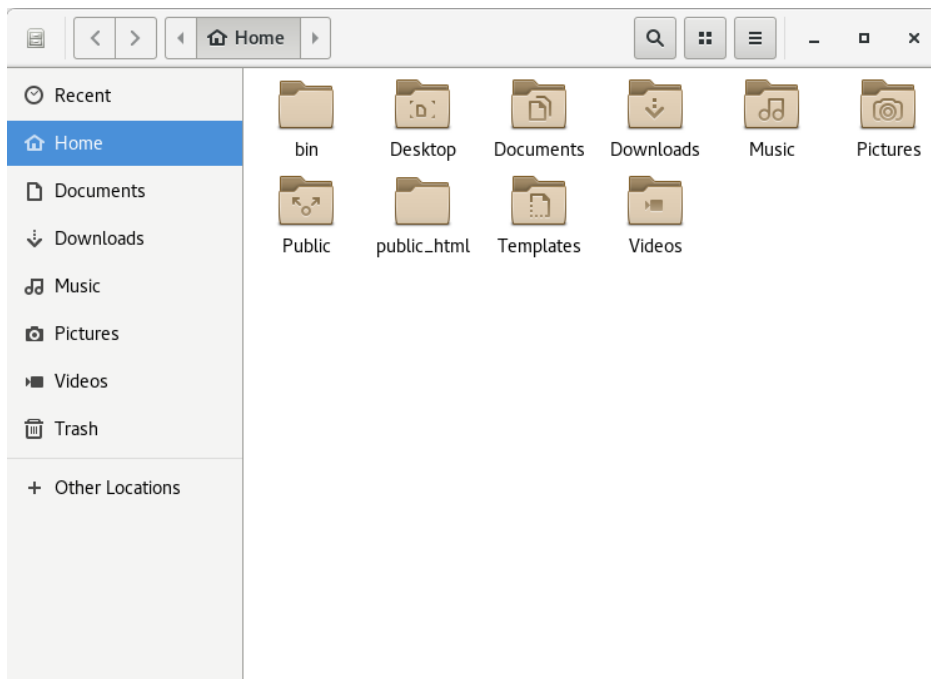 Home
Recent
Home
Documents
Downloads
Music
Pictures
Videos
Trash
Other Locations
bin Desktop Documents Downloads Music Pictures
Public public_html Templates Videos